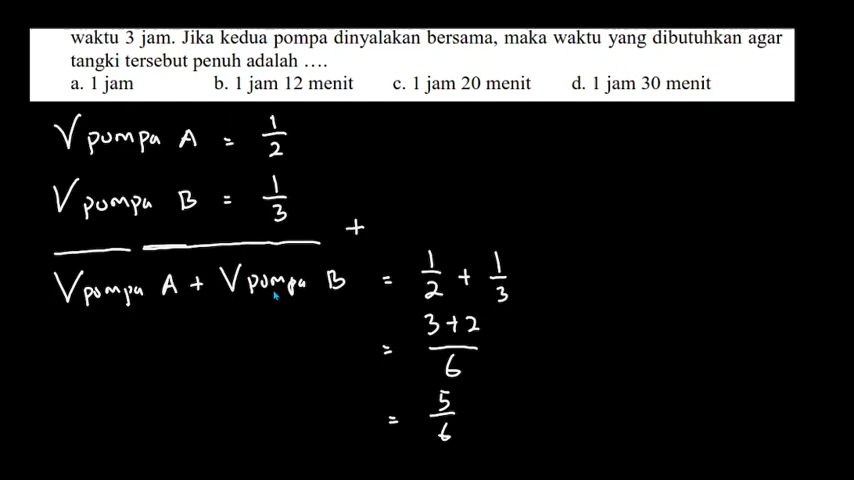 waktu 3 jam. Jika kedua pompa dinyalakan bersama, maka waktu yang dibutuhkan agar
tangki tersebut penuh adalah ….
a. 1 jam b. 1 jam 12 menit c. 1 jam 20 menit d. 1 jam 30 menit
V pompa A = 1/2
V pompa B = 1/3
+
V pompa A + V pompa B = 1/2 + 1/3
= 3+2/6
= 5/6